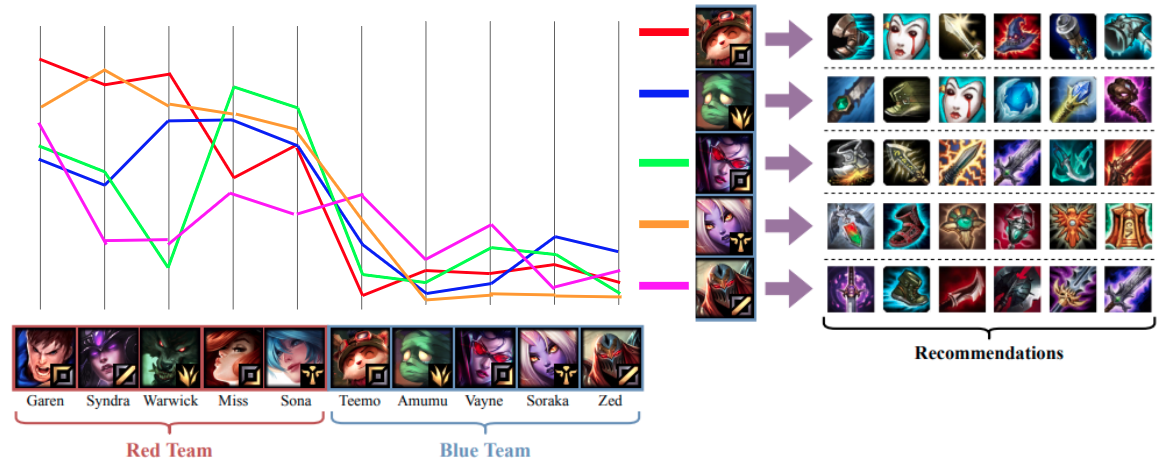 Recommendations
Garen Syndra Warwick Miss Sona Teemo Amumu Vayne Soraka Zed
Red Team Blue Team